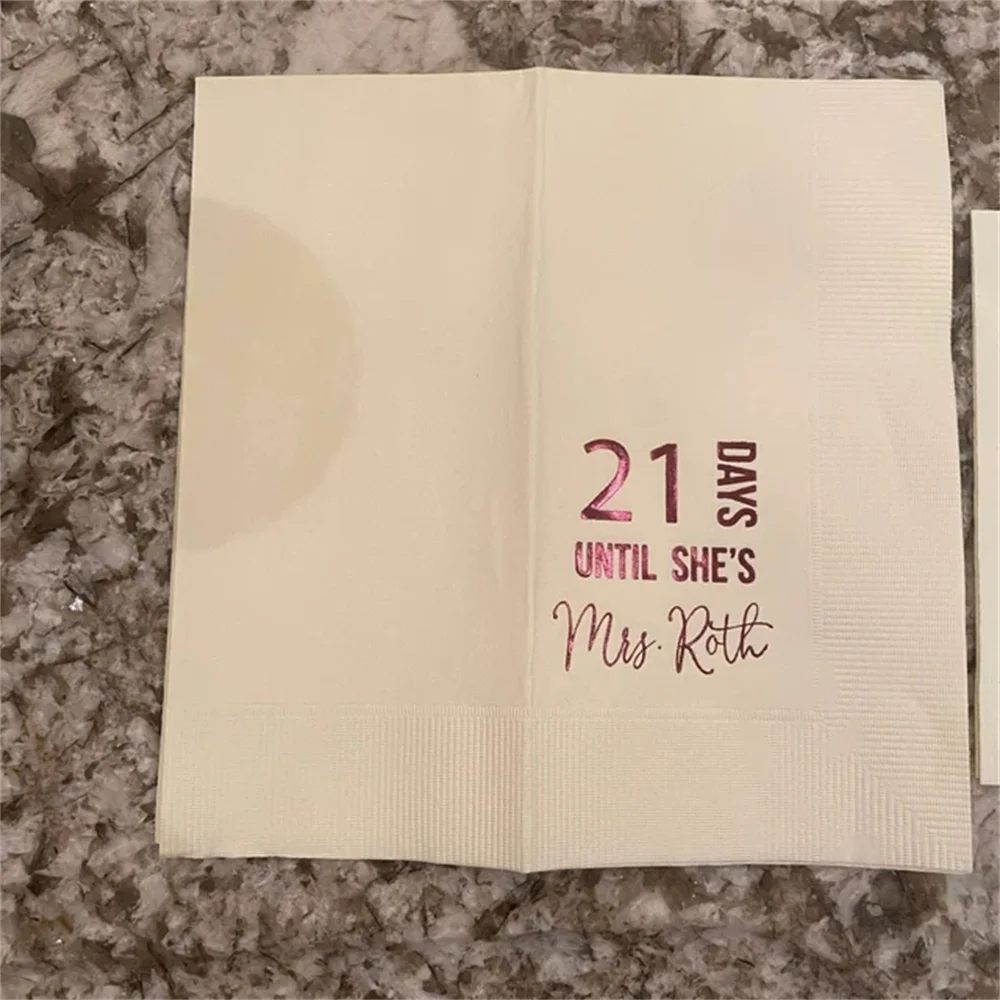 21 DAYS
UNTIL SHE'S
Mrs. Roth